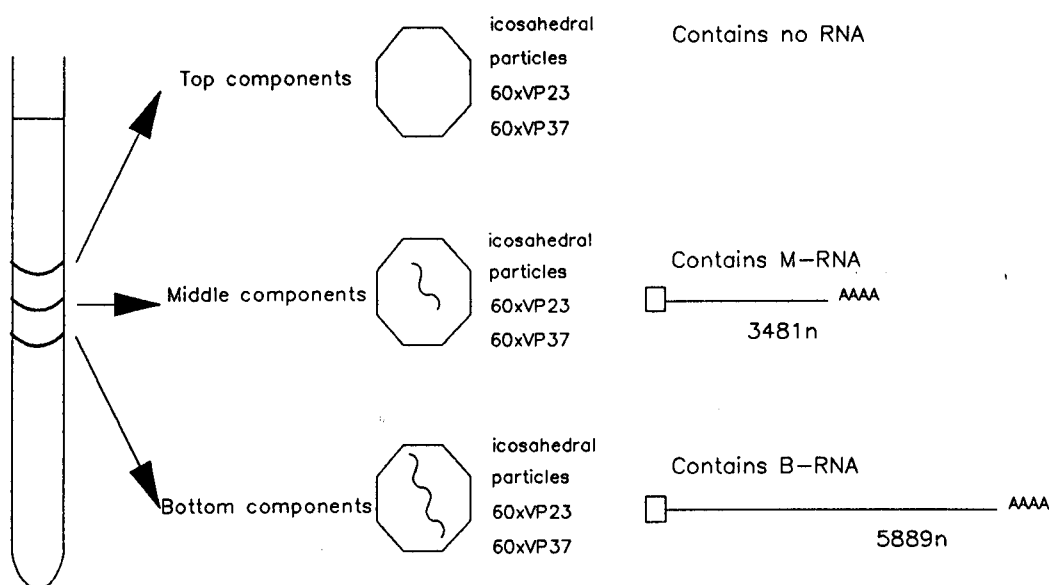 Top components
icosahedral
particles
60xVP23
60xVP37
Contains no RNA
Middle components
icosahedral
particles
60xVP23
60xVP37
Contains M-RNA
AAAA
3481n
Bottom components
icosahedral
particles
60xVP23
60xVP37
Contains B-RNA
AAAA
5889n